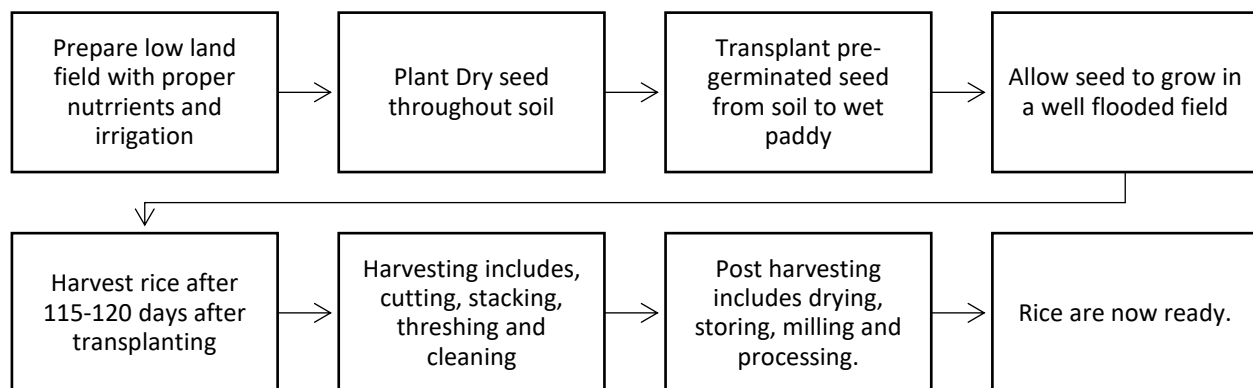 Prepare low land
field with proper
nutrrients and
irrigation
Plant Dry seed
throughout soil
Transplant pre-
germinated seed
from soil to wet
paddy
Allow seed to grow in
a well flooded field
Harvest rice after
115-120 days after
transplanting
Harvesting includes,
cutting, stacking,
threshing and
cleaning
Post harvesting
includes drying,
storing, milling and
processing.
Rice are now ready.